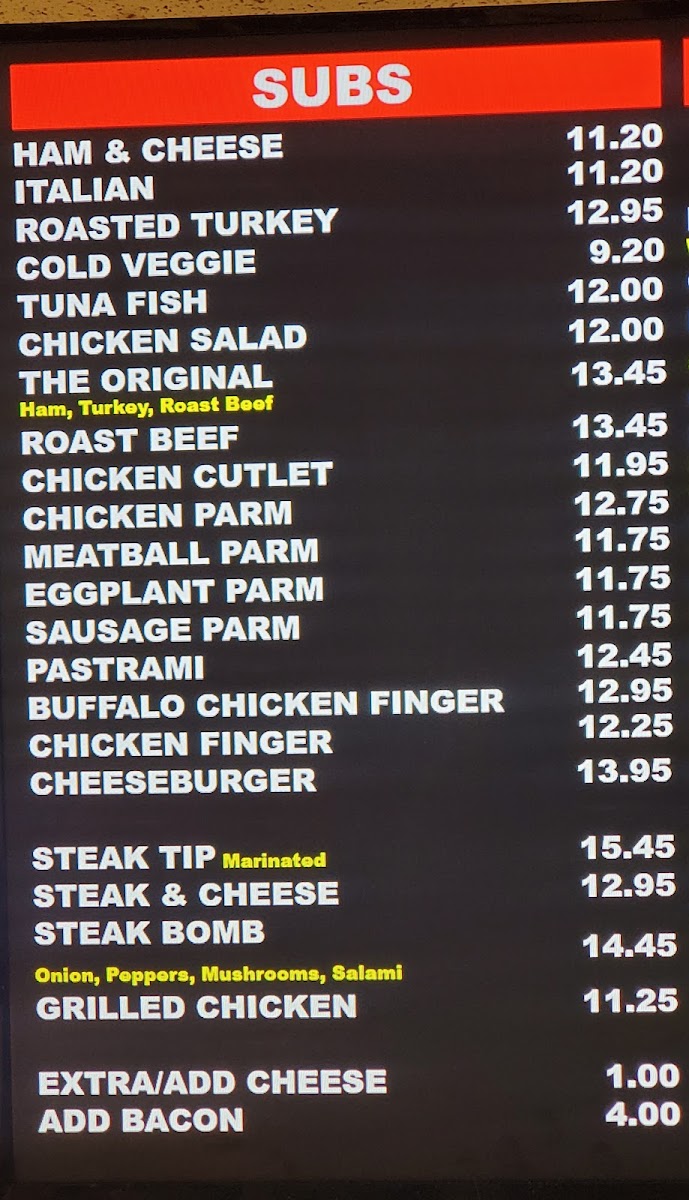 SUBS
HAM & CHEESE 11.20
ITALIAN 11.20
ROASTED TURKEY 12.95
COLD VEGGIE 9.20
TUNA FISH 12.00
CHICKEN SALAD 12.00
THE ORIGINAL 13.45
Ham, Turkey, Roast Beef
ROAST BEEF 13.45
CHICKEN CUTLET 11.95
CHICKEN PARM 12.75
MEATBALL PARM 11.75
EGGPLANT PARM 11.75
SAUSAGE PARM 11.75
PASTRAMI 12.45
BUFFALO CHICKEN FINGER 12.95
CHICKEN FINGER 12.25
CHEESEBURGER 13.95
STEAK TIP Marinated 15.45
STEAK & CHEESE 12.95
STEAK BOMB 14.45
Onion, Peppers, Mushrooms, Salami
GRILLED CHICKEN 11.25
EXTRA/ADD CHEESE 1.00
ADD BACON 4.00